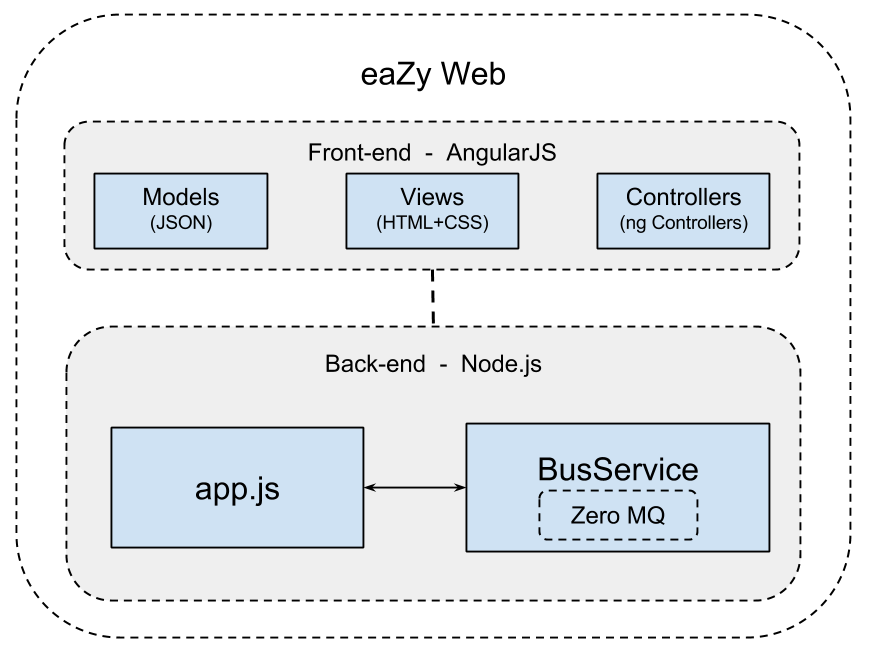 eaZy Web
Front-end - AngularJS
Models
(JSON)
Views
(HTML+CSS)
Controllers
(ng Controllers)
Back-end - Node.js
app.js
BusService
Zero MQ